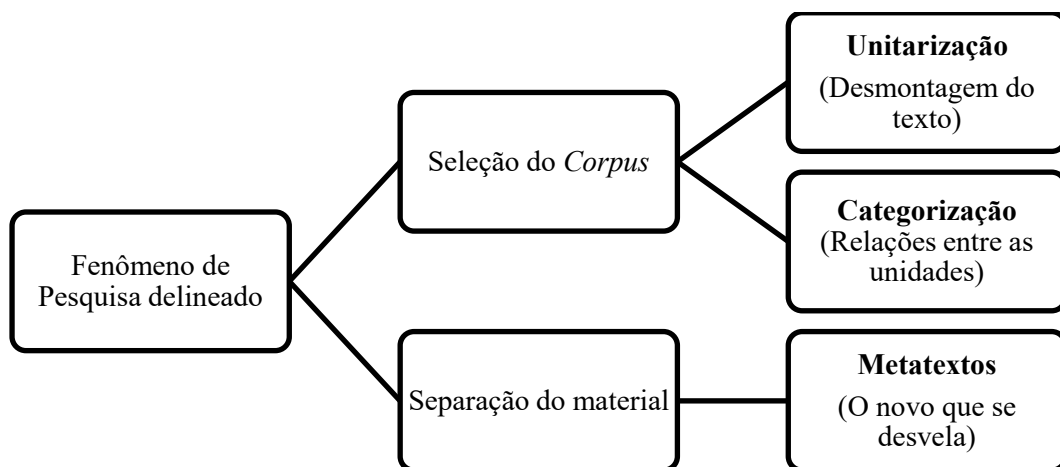 Fenômeno de
Pesquisa delineado
Seleção do Corpus
Unitarização
(Desmontagem do
texto)
Categorização
(Relações entre as
unidades)
Separação do material
Metatextos
(O novo que se
desvela)